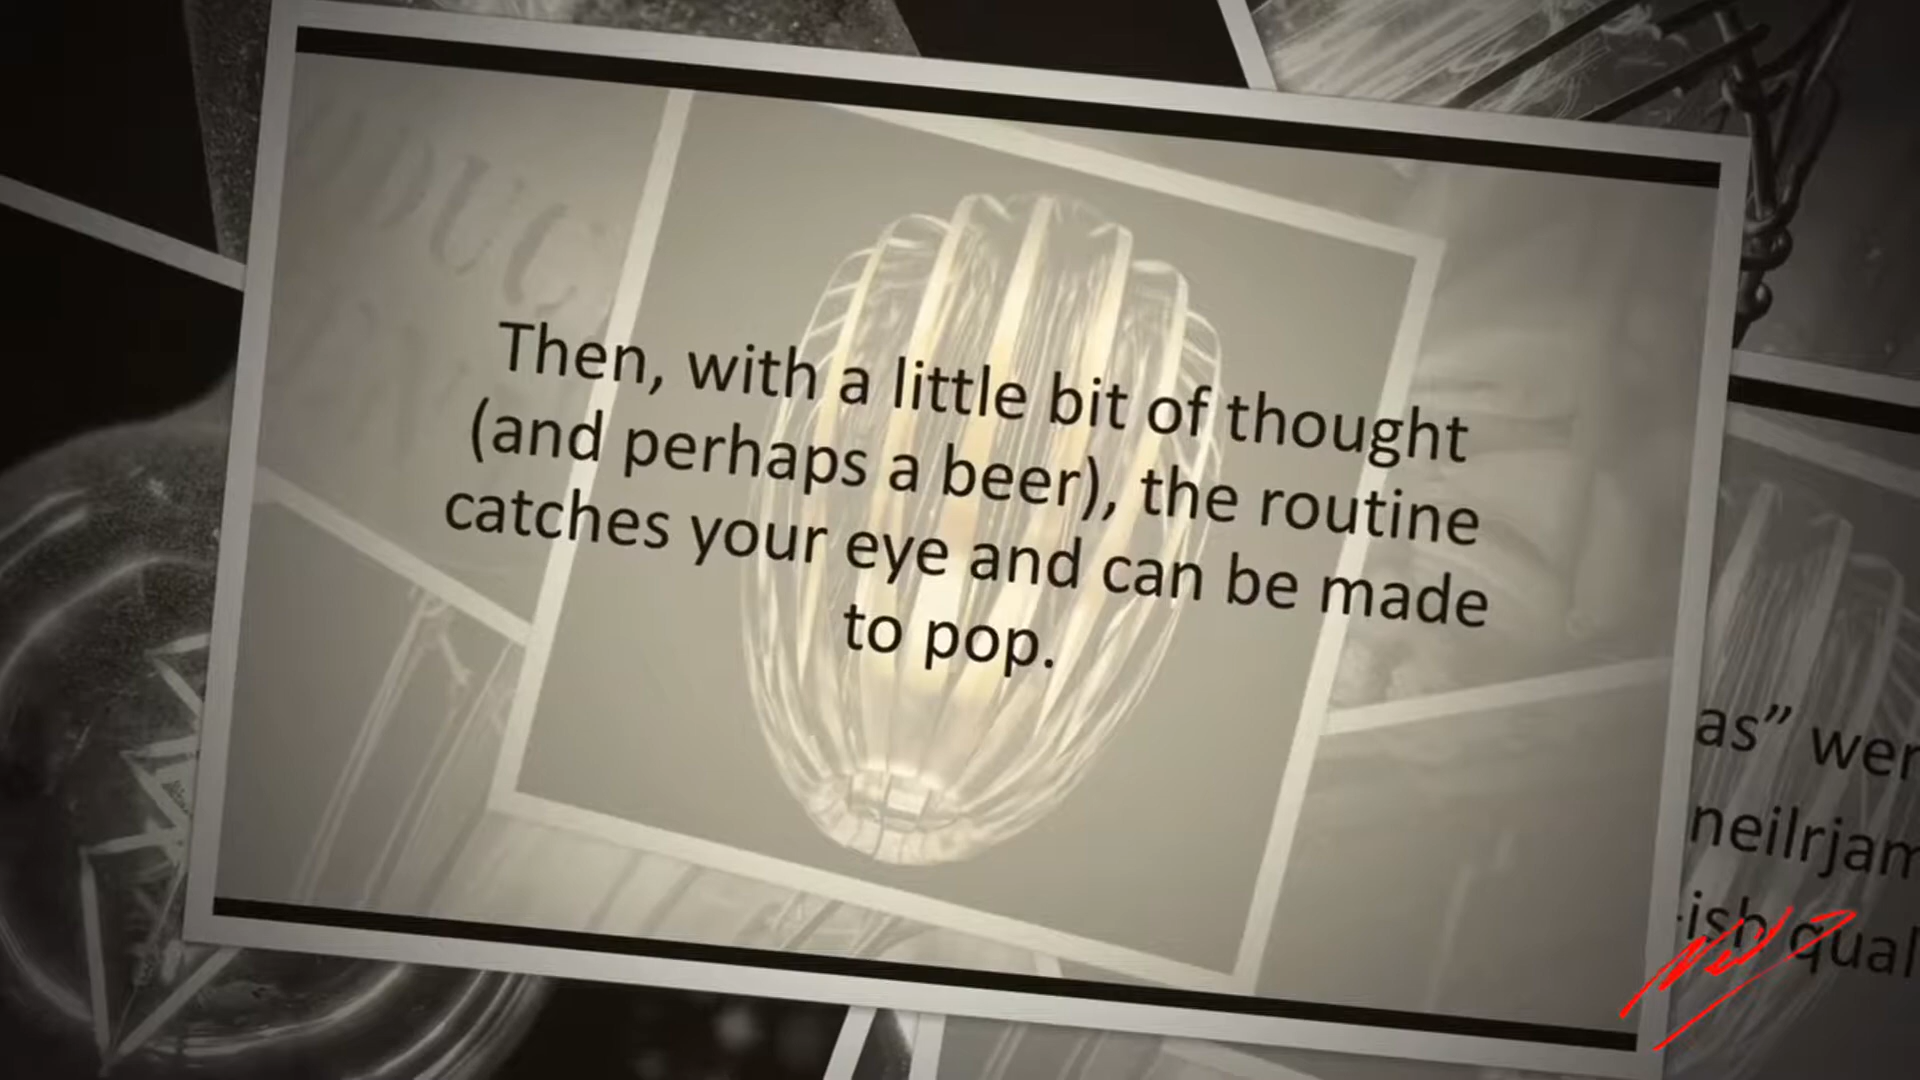 Then, with a little bit of thought
(and perhaps a beer), the routine
catches your eye and can be made
to pop.
as” wer
neilrjam
ish qual